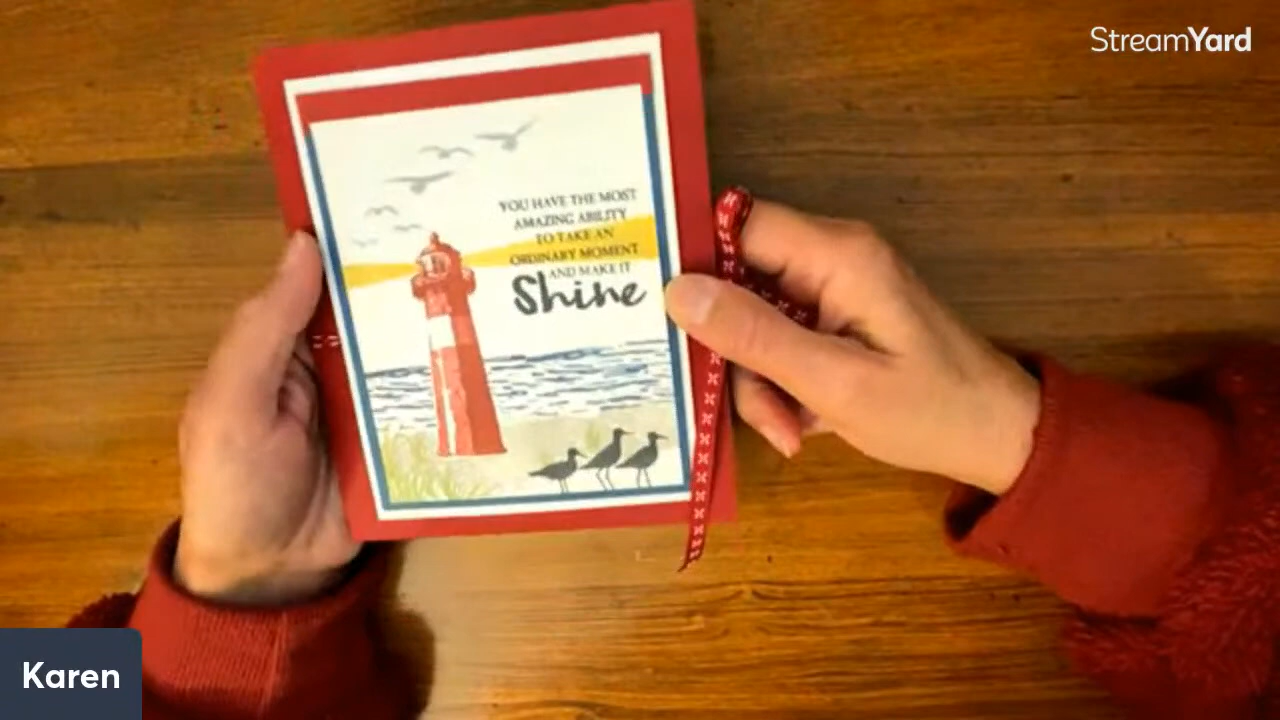 StreamYard
YOU HAVE THE MOST
AMAZING ABILITY
TO TAKE AN
ORDINARY MOMENT
AND MAKE IT
Shine
Karen